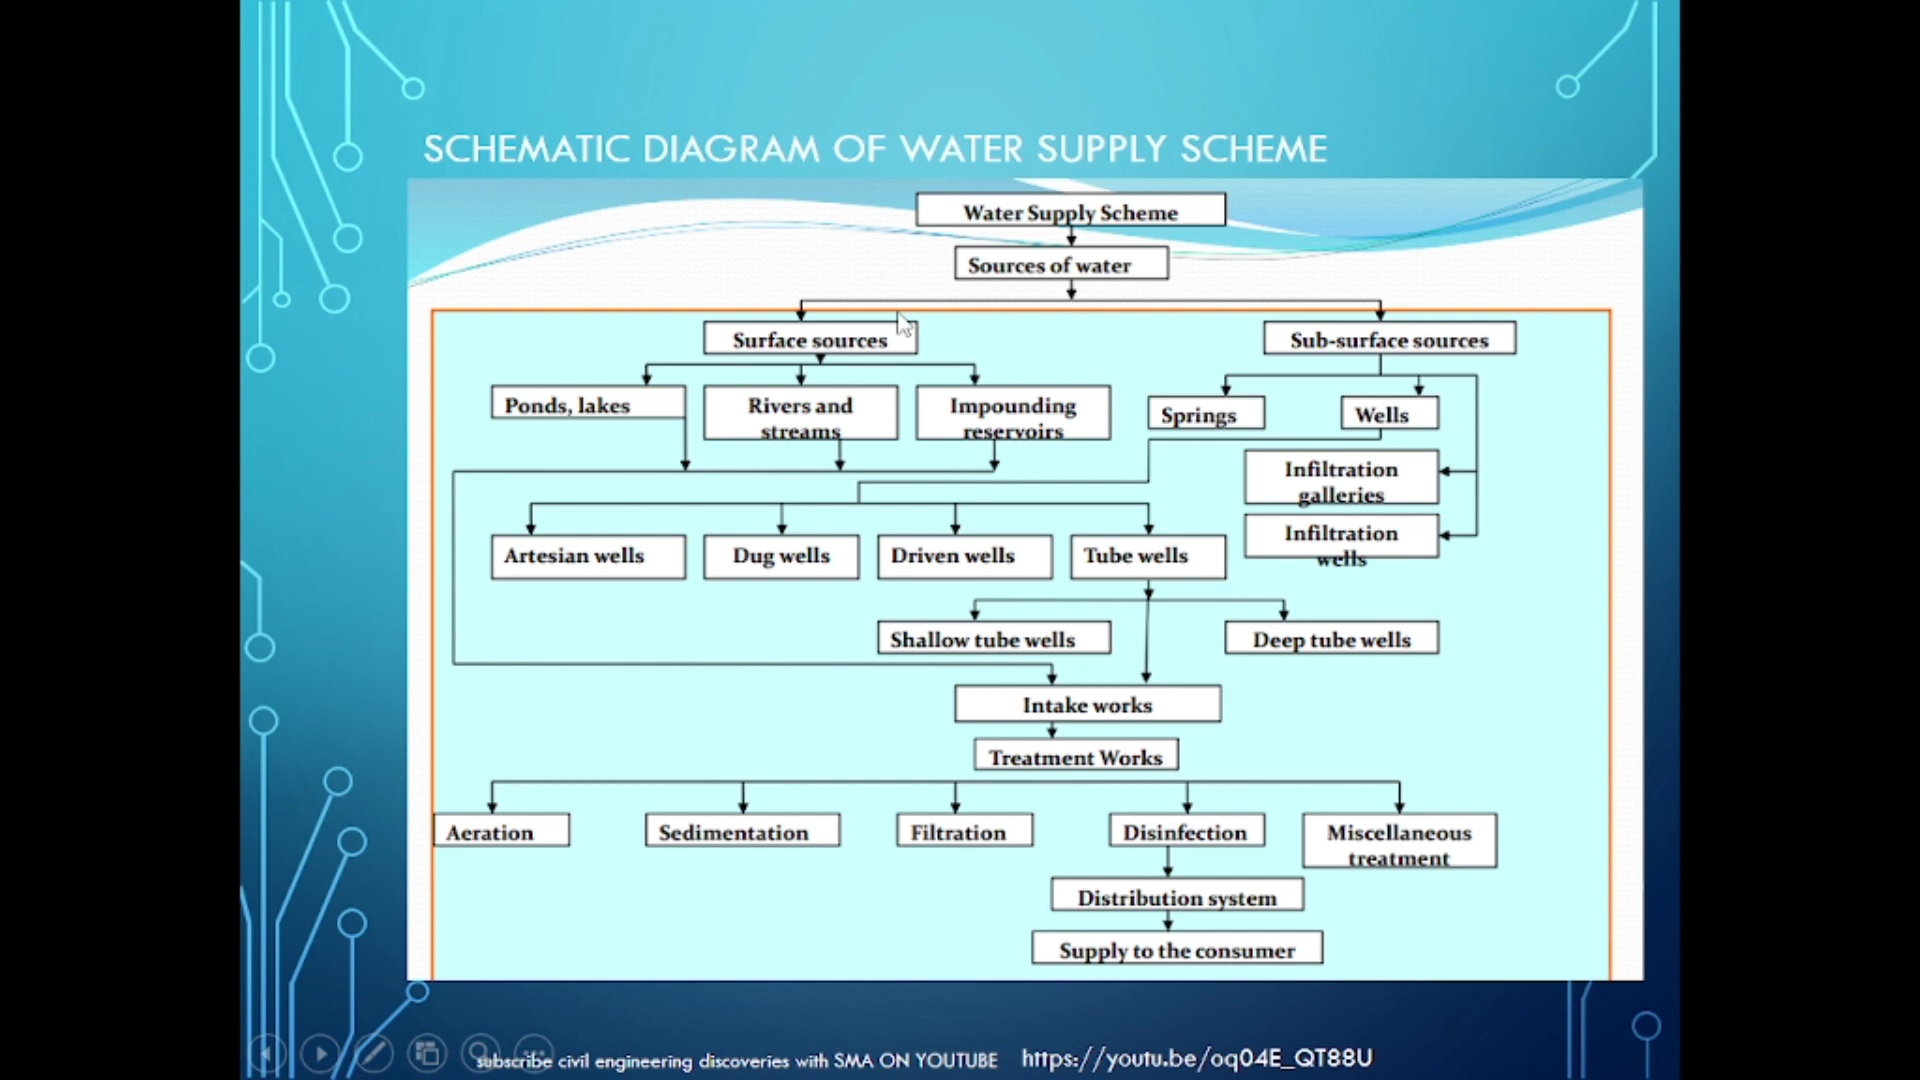 SCHEMATIC DIAGRAM OF WATER SUPPLY SCHEME
Water Supply Scheme
Sources of water
Surface sources
Sub-surface sources
Ponds, lakes
Rivers and
streams
Impounding
reservoirs
Springs
Wells
Infiltration
galleries
Infiltration
wells
Artesian wells
Dug wells
Driven wells
Tube wells
Shallow tube wells
Deep tube wells
Intake works
Treatment Works
Aeration
Sedimentation
Filtration
Disinfection
Miscellaneous
treatment
Distribution system
Supply to the consumer
subscribe civil engineering discoveries with SMA ON YOUTUBE https://youtu.be/oq04E_QT88U